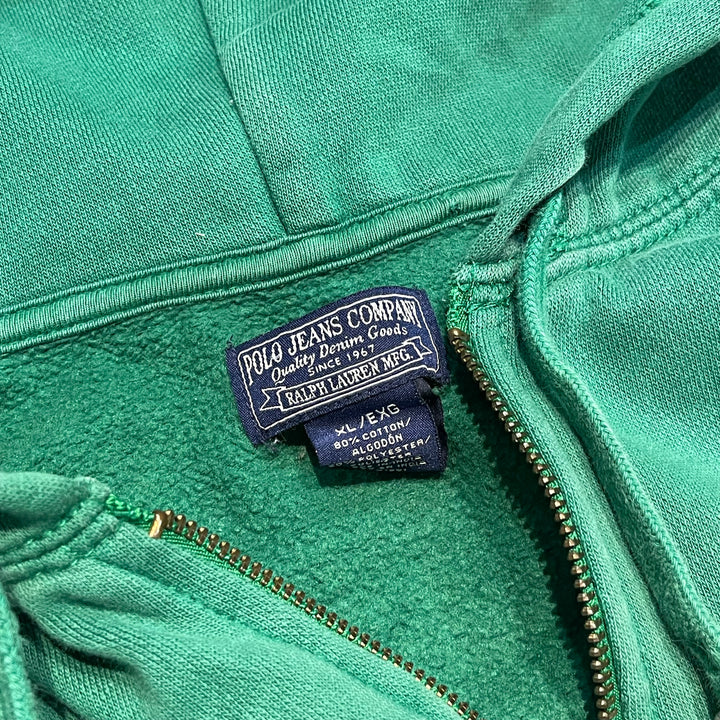 POLO JEANS COMPANY
Quality Denim Goods
SINCE 1967
RALPH LAUREN MFG.
XL/EXG
80% COTTON/
ALGODÓN
POLYESTER/